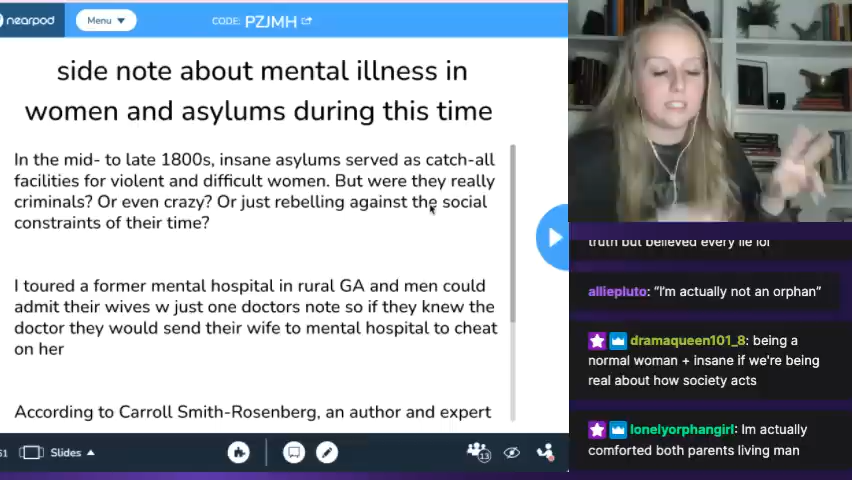 nearpod
Menu
CODE: PZJMH
side note about mental illness in
women and asylums during this time
In the mid- to late 1800s, insane asylums served as catch-all
facilities for violent and difficult women. But were they really
criminals? Or even crazy? Or just rebelling against the social
constraints of their time?
I toured a former mental hospital in rural GA and men could
admit their wives w just one doctors note so if they knew the
doctor they would send their wife to mental hospital to cheat
on her
According to Carroll Smith-Rosenberg, an author and expert
51
Slides
13
truth but believed every lie lol
alliepluto: “I'm actually not an orphan”
dramaqueen101_8: being a
normal woman + insane if we're being
real about how society acts
lonelyorphangirl: Im actually
comforted both parents living man